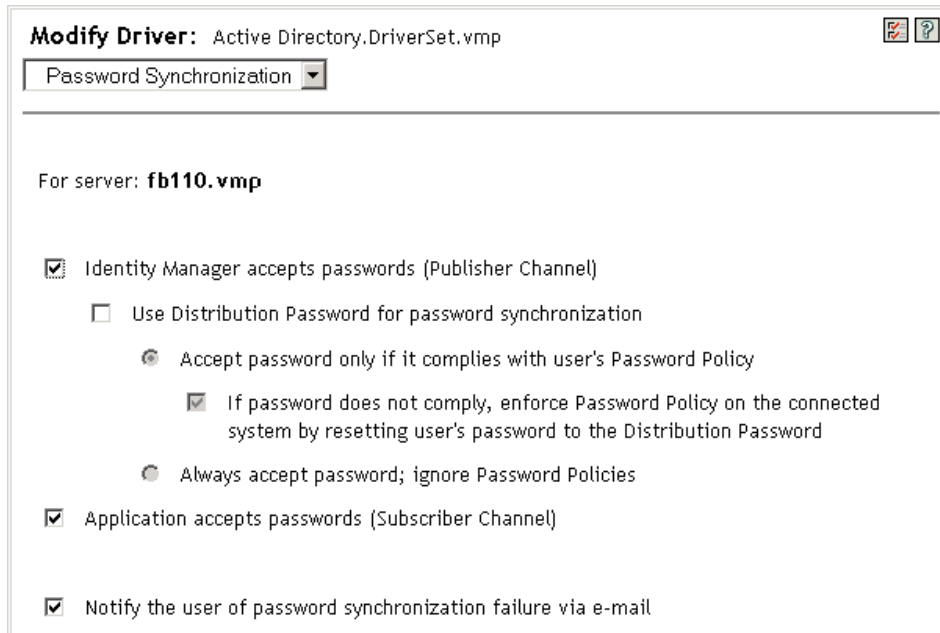 Modify Driver: Active Directory.DriverSet.vmp
Password Synchronization
For server: fb110.vmp
Identity Manager accepts passwords (Publisher Channel)
Use Distribution Password for password synchronization
Accept password only if it complies with user's Password Policy
If password does not comply, enforce Password Policy on the connected
system by resetting user's password to the Distribution Password
Always accept password; ignore Password Policies
Application accepts passwords (Subscriber Channel)
Notify the user of password synchronization failure via e-mail